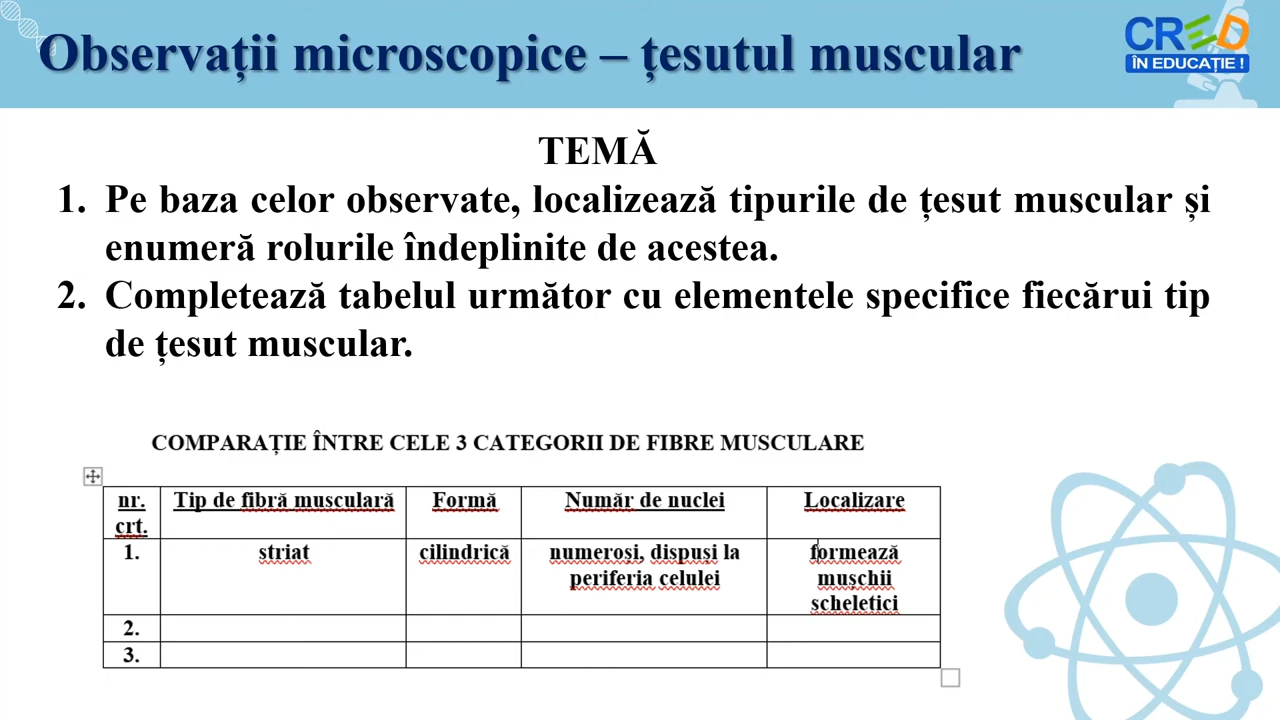 Observații microscopice – țesutul muscular
CRED
ÎN EDUCAȚIE !
TEMĂ
1. Pe baza celor observate, localizează tipurile de țesut muscular și
enumeră rolurile îndeplinite de acestea.
2. Completează tabelul următor cu elementele specifice fiecărui tip
de țesut muscular.
COMPARAȚIE ÎNTRE CELE 3 CATEGORII DE FIBRE MUSCULARE
nr. crt. Tip de fibră musculară Formă Număr de nuclei Localizare
1. striat cilindrică numeroși, dispuși la periferia celulei formează mușchii scheletici
2.
3.